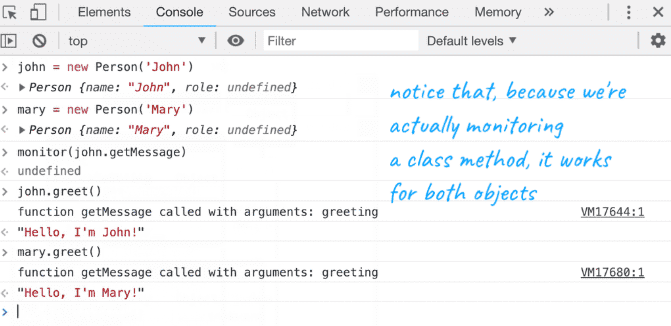 Elements Console Sources Network Performance Memory »
top ▼ Filter Default levels ▼
> john = new Person('John')
<· ▶ Person {name: "John", role: undefined}
> mary = new Person('Mary')
<· ▶ Person {name: "Mary", role: undefined}
> monitor(john.getMessage)
<· undefined
> john.greet()
function getMessage called with arguments: greeting VM17644:1
<· "Hello, I'm John!"
> mary.greet()
function getMessage called with arguments: greeting VM17680:1
<· "Hello, I'm Mary!"
>
notice that, because we're
actually monitoring
a class method, it works
for both objects